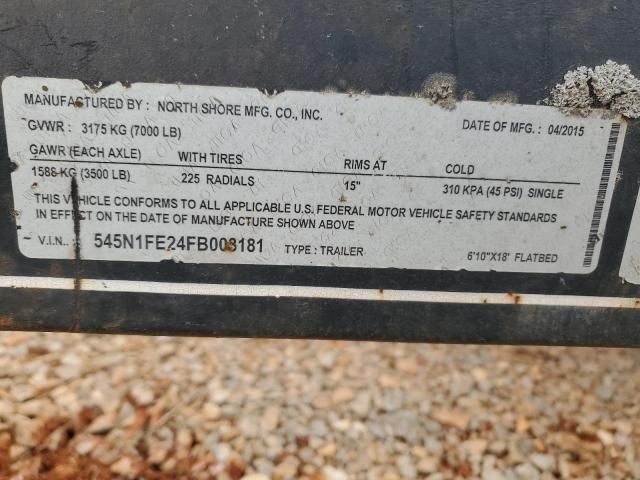 MANUFACTURED BY : NORTH SHORE MFG. CO., INC.
GVWR : 3175 KG (7000 LB) DATE OF MFG. : 04/2015
GAWR (EACH AXLE) WITH TIRES RIMS AT COLD
1588 KG (3500 LB) 225 RADIALS 15" 310 KPA (45 PSI) SINGLE
THIS VEHICLE CONFORMS TO ALL APPLICABLE U.S. FEDERAL MOTOR VEHICLE SAFETY STANDARDS
IN EFFECT ON THE DATE OF MANUFACTURE SHOWN ABOVE
V.I.N.. : 545N1FE24FB003181 TYPE : TRAILER 6'10"X18' FLATBED